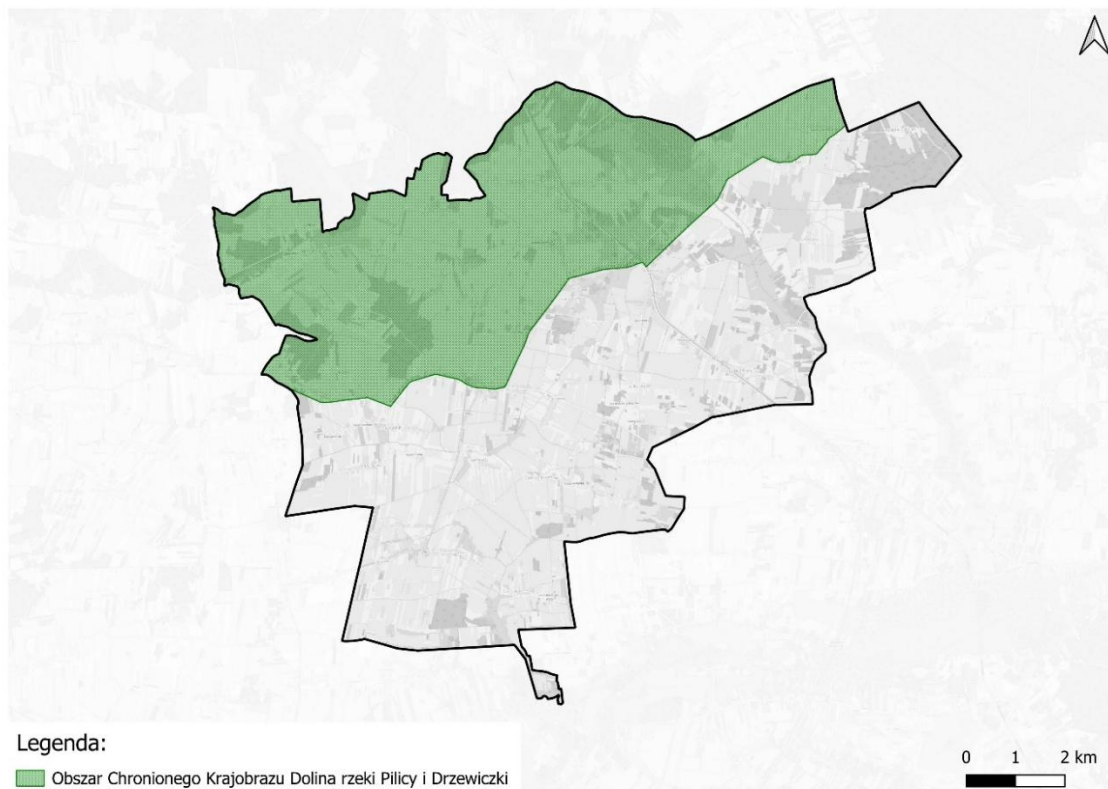 Legenda:
Obszar Chronionego Krajobrazu Dolina rzeki Pilicy i Drzewiczki
0 1 2 km